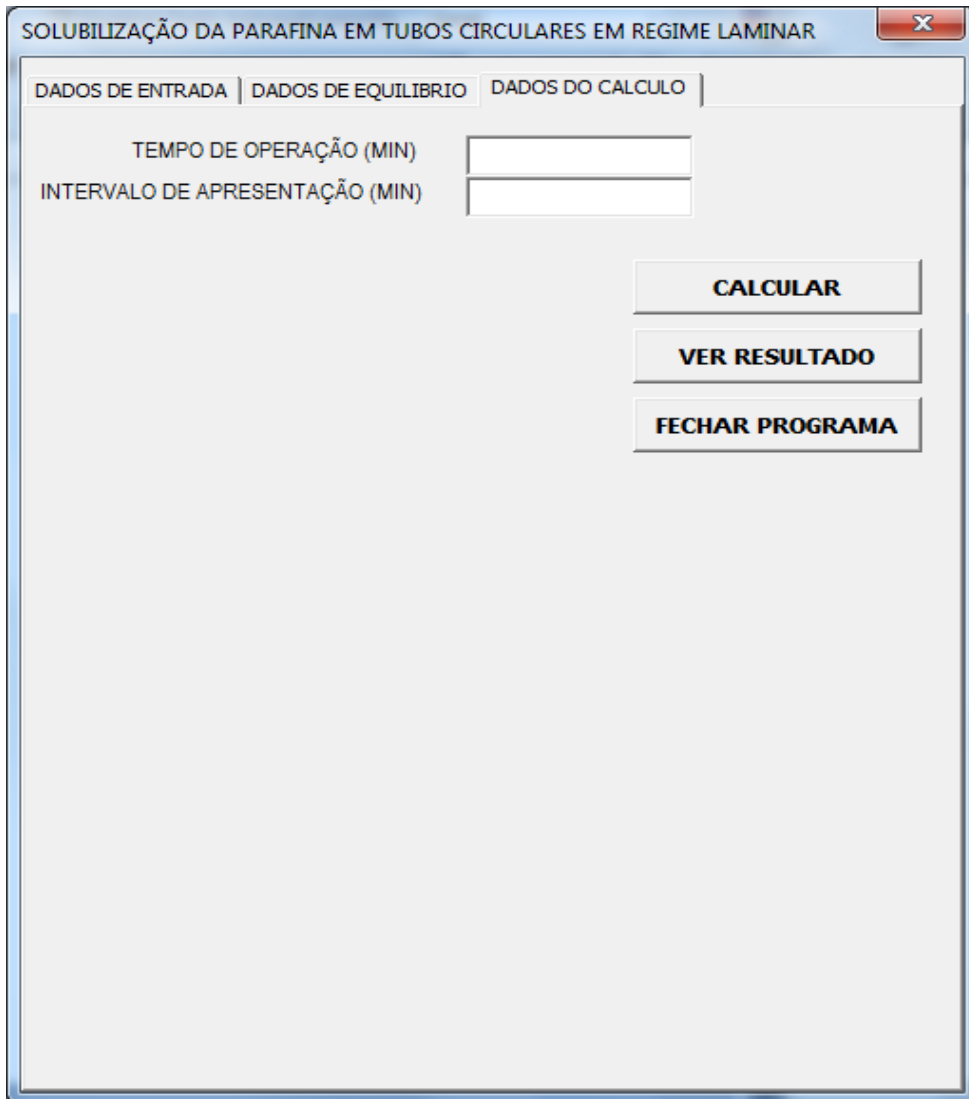 SOLUBILIZAÇÃO DA PARAFINA EM TUBOS CIRCULARES EM REGIME LAMINAR
DADOS DE ENTRADA DADOS DE EQUILIBRIO DADOS DO CALCULO
TEMPO DE OPERAÇÃO (MIN)
INTERVALO DE APRESENTAÇÃO (MIN)
CALCULAR
VER RESULTADO
FECHAR PROGRAMA